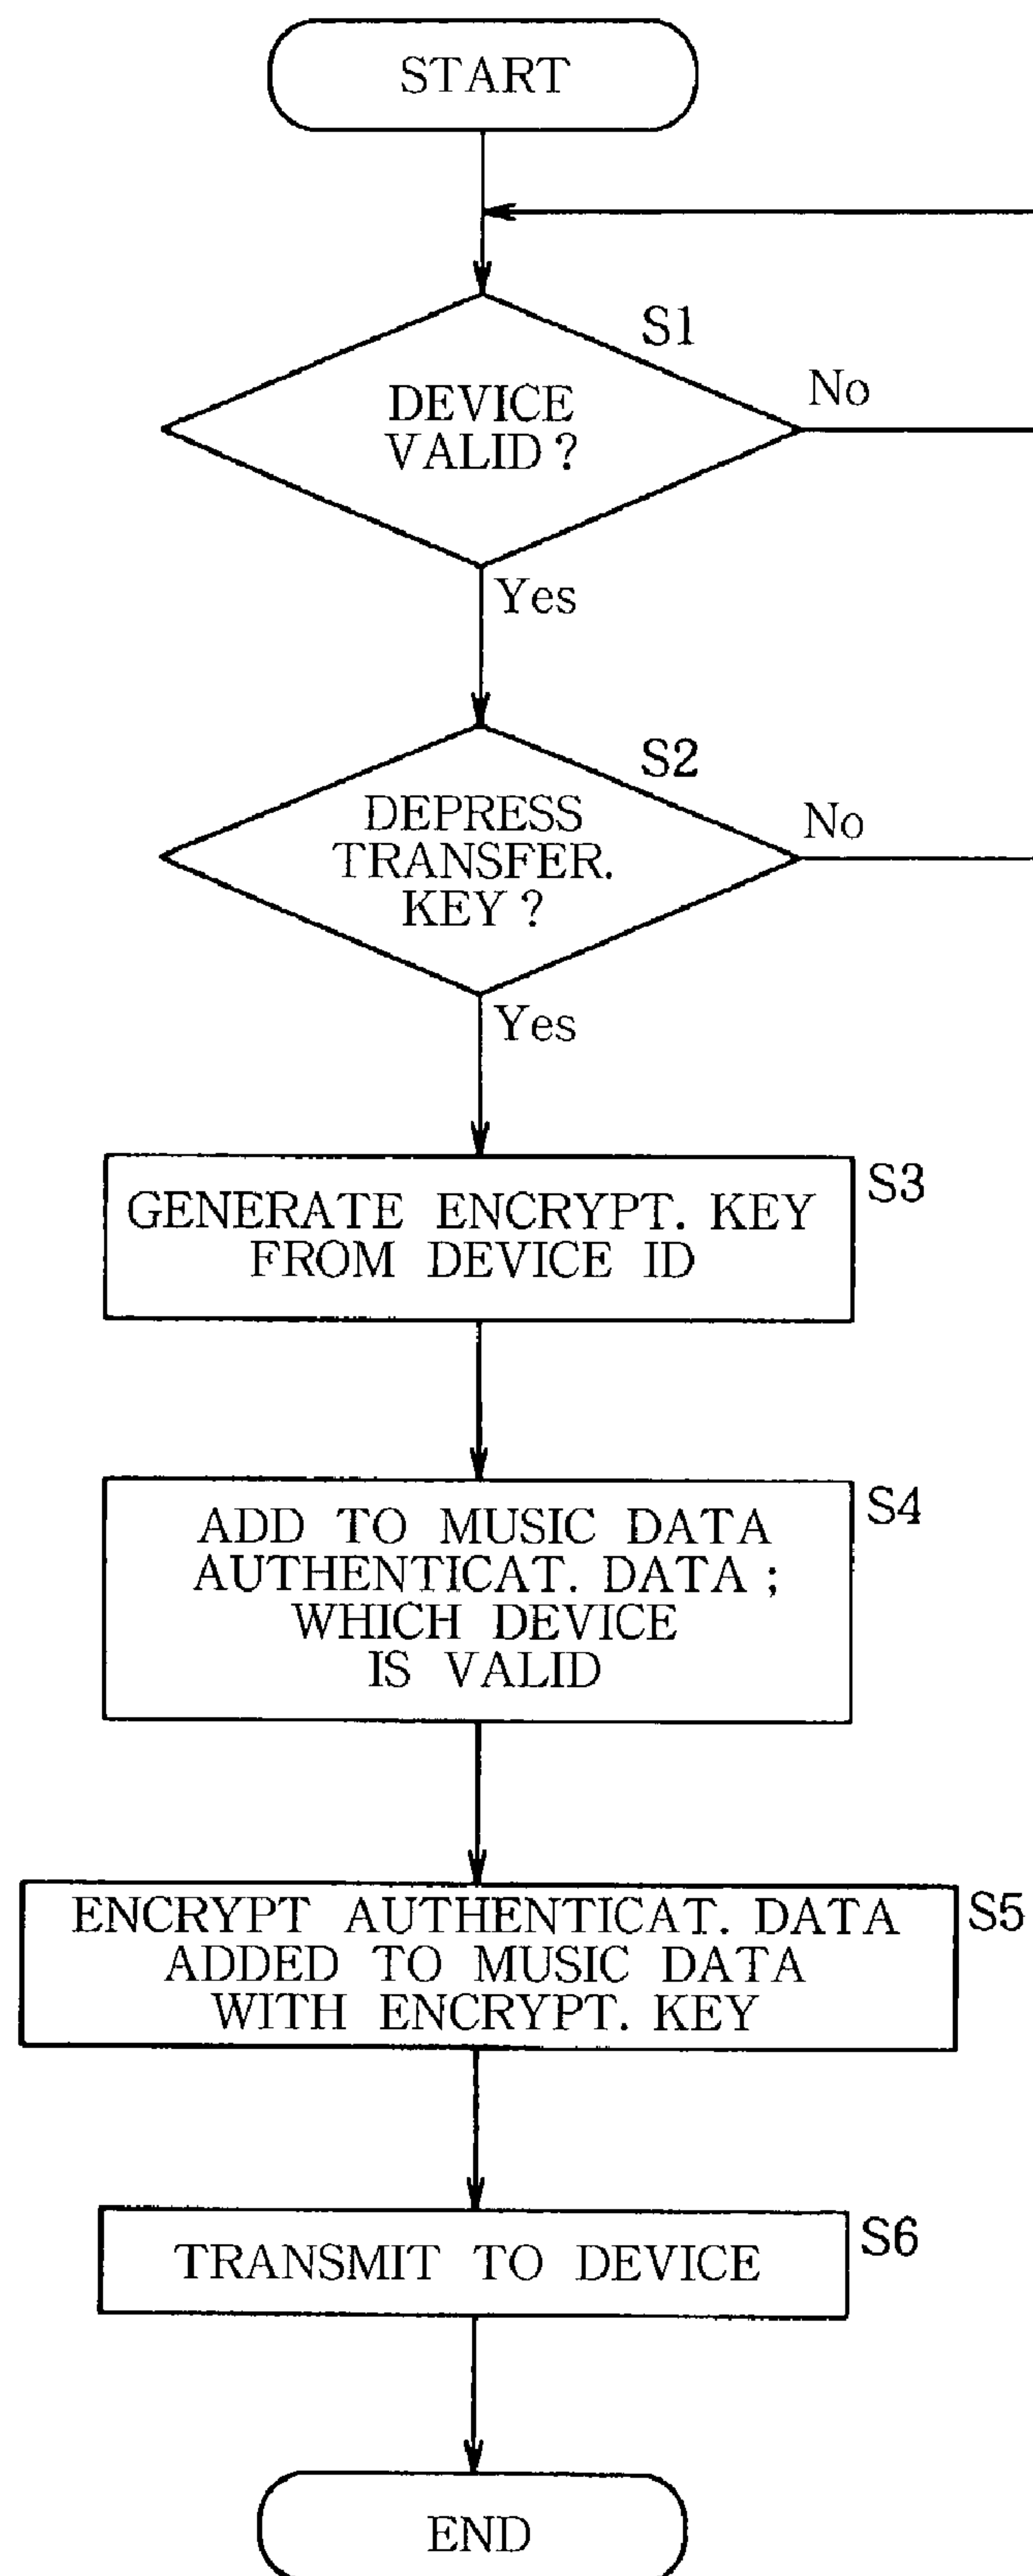 START
S1
DEVICE
VALID ?
No
Yes
S2
DEPRESS
TRANSFER.
KEY ?
No
Yes
S3
GENERATE ENCRYPT. KEY
FROM DEVICE ID
S4
ADD TO MUSIC DATA
AUTHENTICAT. DATA ;
WHICH DEVICE
IS VALID
S5
ENCRYPT AUTHENTICAT. DATA
ADDED TO MUSIC DATA
WITH ENCRYPT. KEY
S6
TRANSMIT TO DEVICE
END